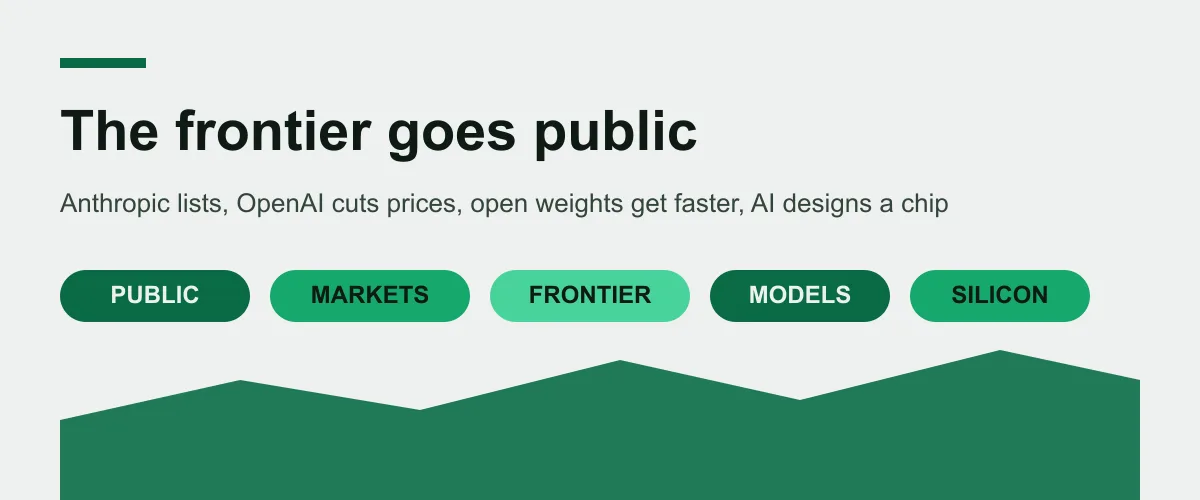 The frontier goes public
Anthropic lists, OpenAI cuts prices, open weights get faster, AI designs a chip
PUBLIC MARKETS FRONTIER MODELS SILICON